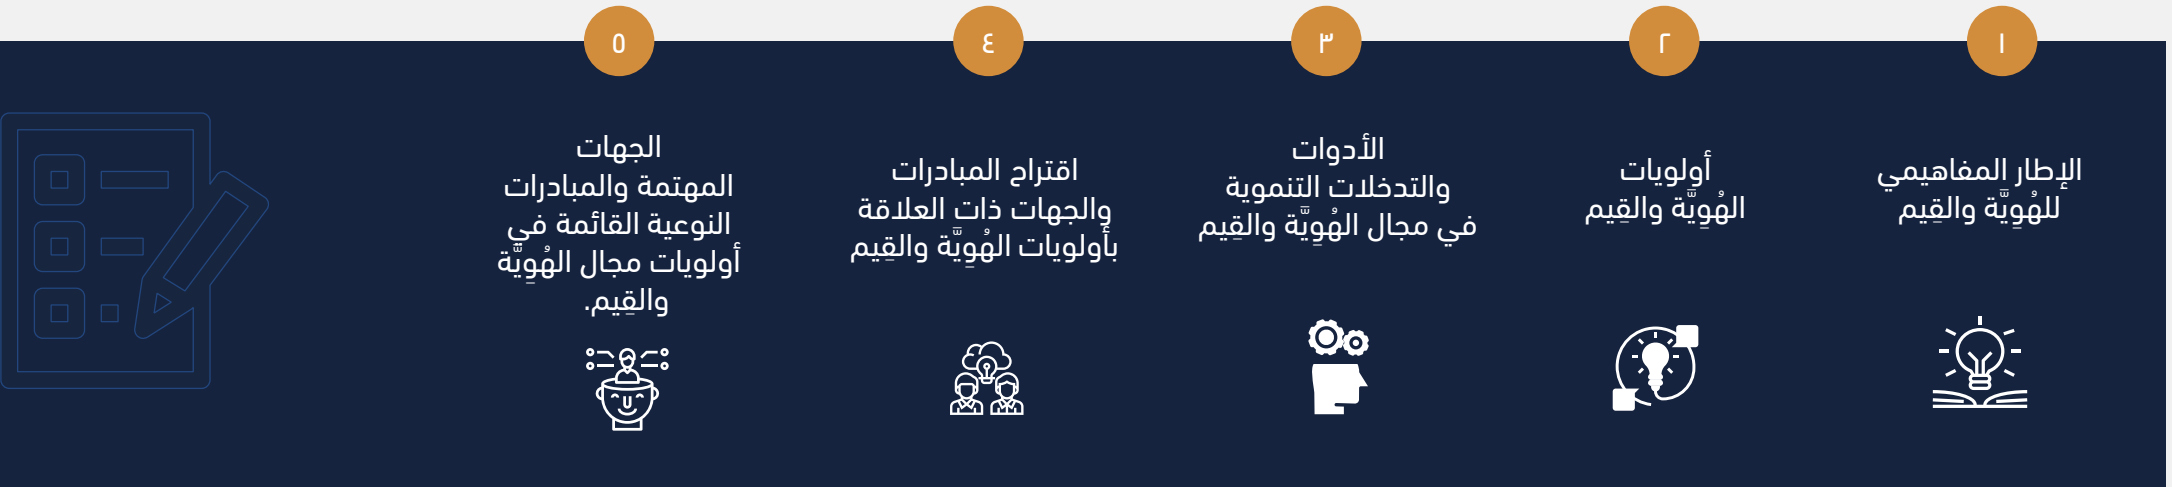 ١
الإطار المفاهيمي
للهُوِيَّة والقِيم
٢
أولويات
الهُوِيَّة والقِيم
٣
الأدوات
والتدخلات التنموية
في مجال الهُوِيَّة والقِيم
٤
اقتراح المبادرات
والجهات ذات العلاقة
بأولويات الهُوِيَّة والقِيم
٥
الجهات
المهتمة والمبادرات
النوعية القائمة في
أولويات مجال الهُوِيَّة
والقِيم.